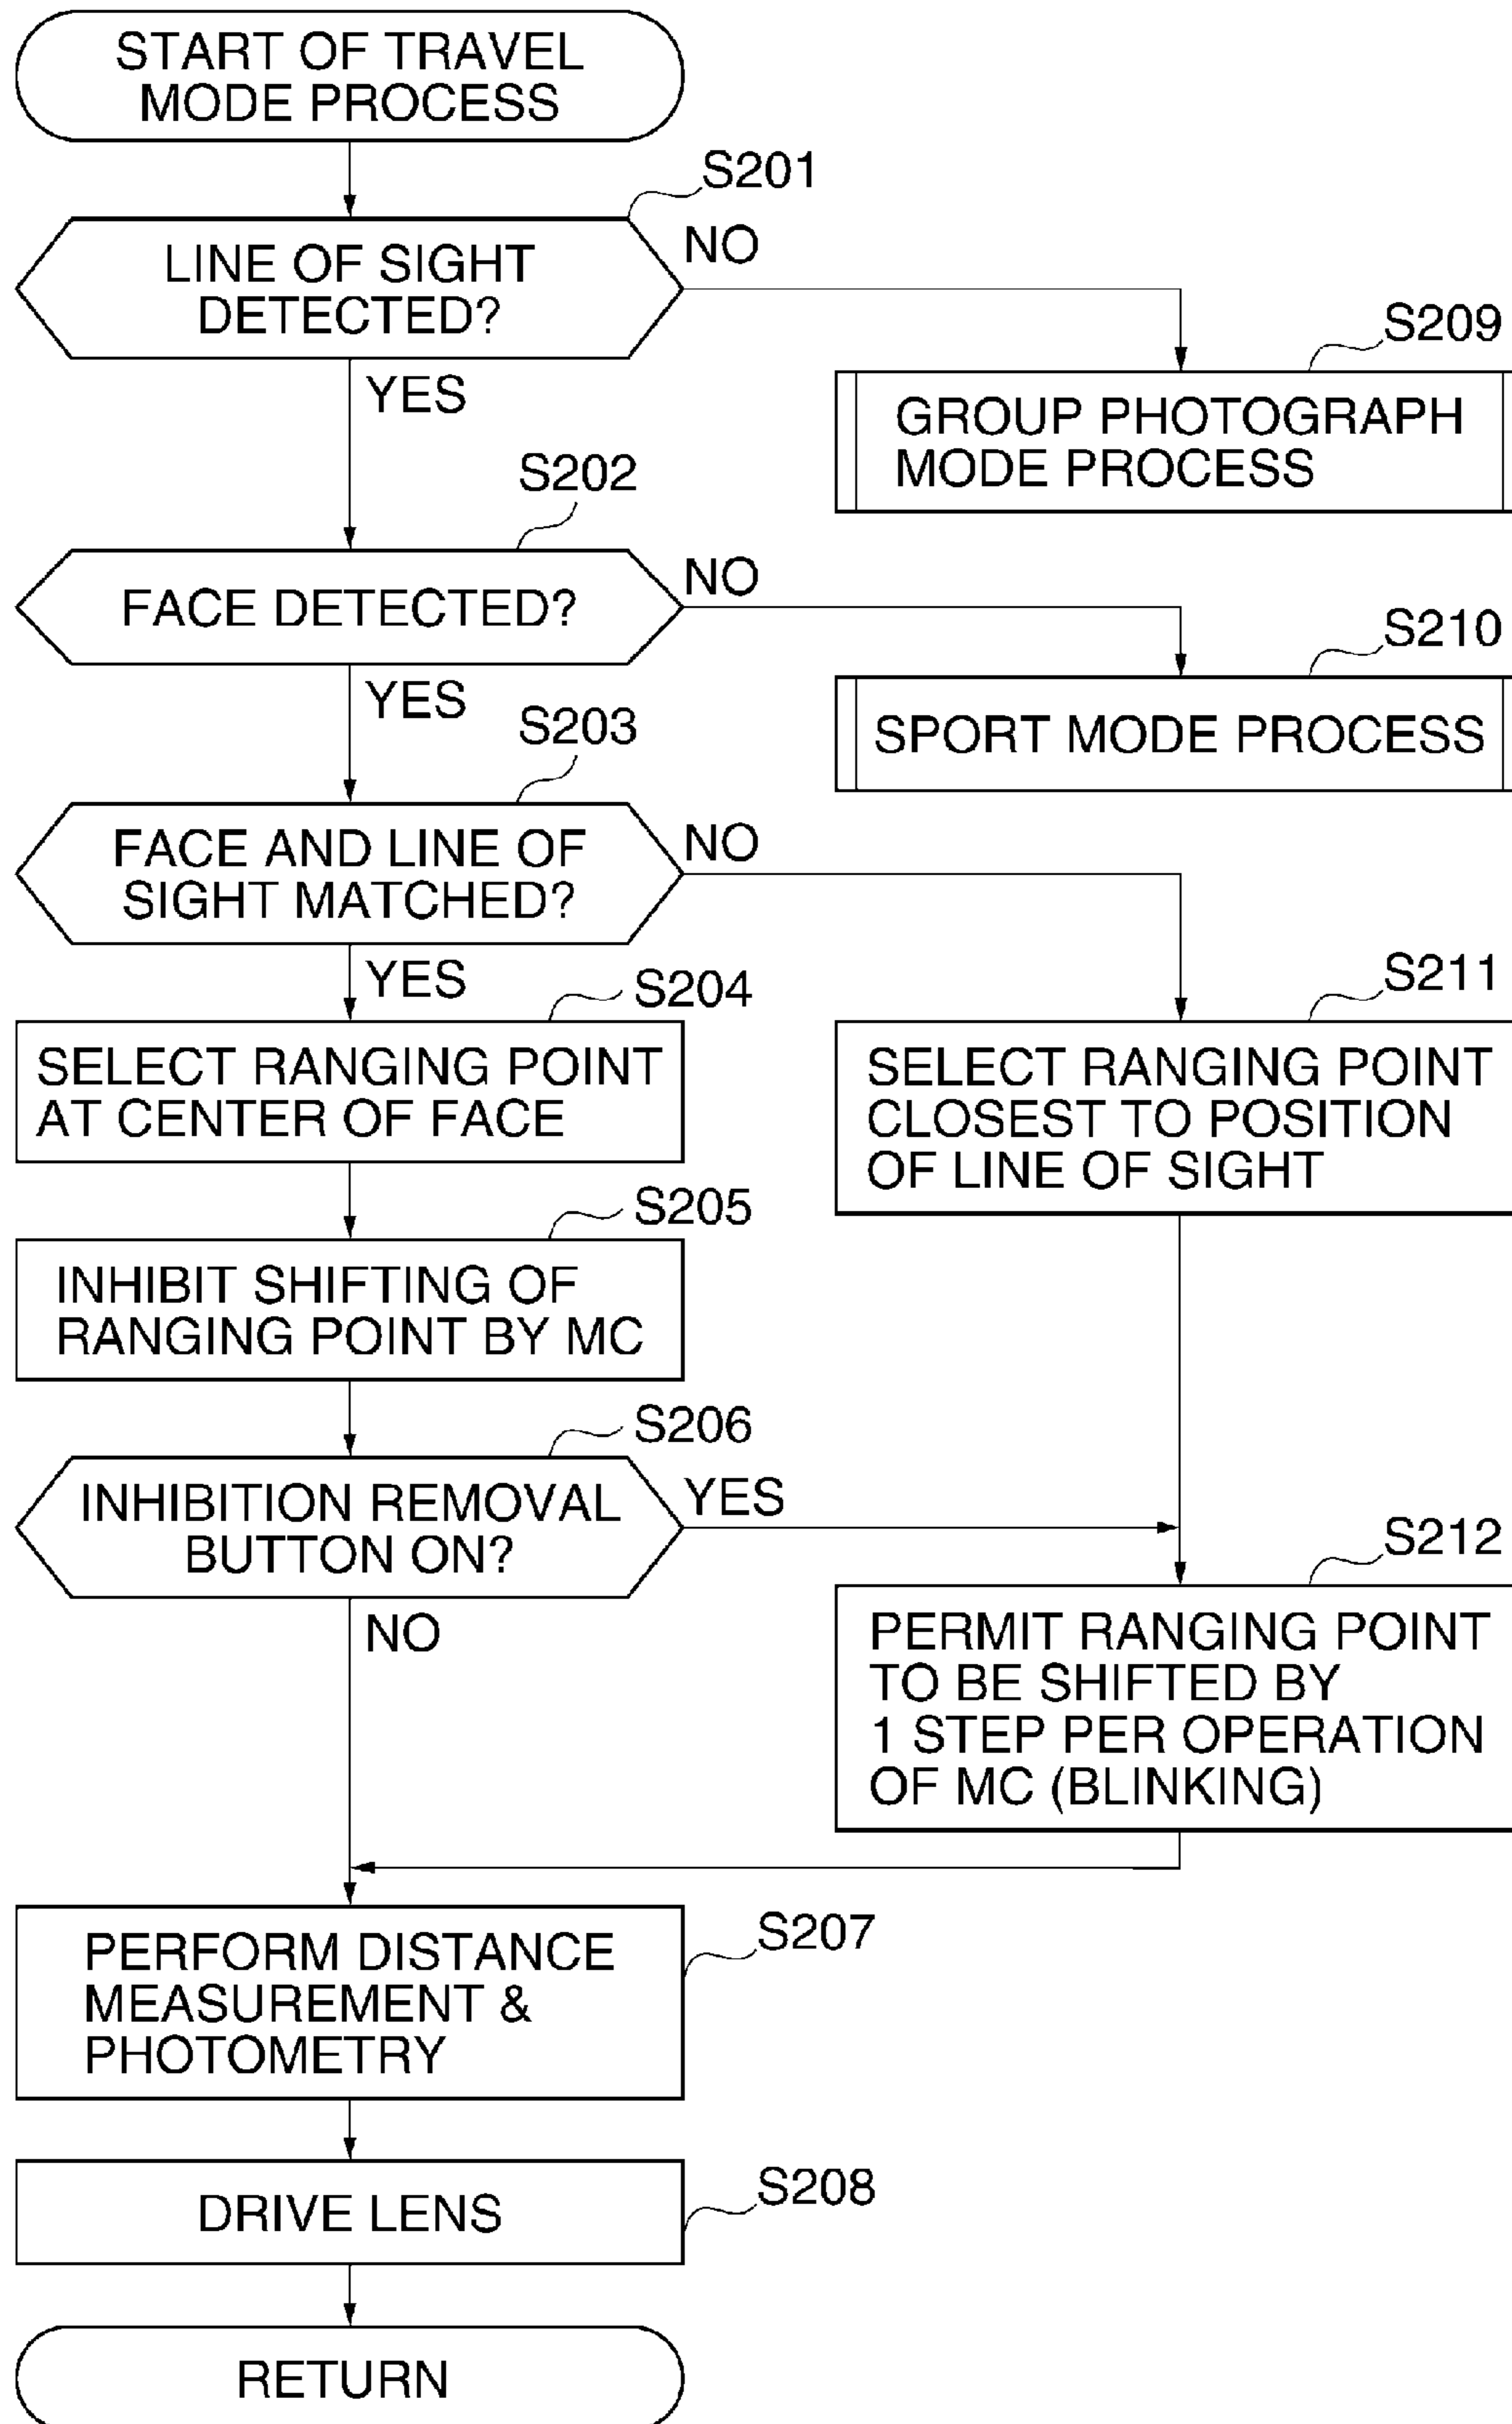 START OF TRAVEL
MODE PROCESS
S201
LINE OF SIGHT
DETECTED?
NO
YES
S209
GROUP PHOTOGRAPH
MODE PROCESS
S202
FACE DETECTED?
NO
YES
S210
SPORT MODE PROCESS
S203
FACE AND LINE OF
SIGHT MATCHED?
NO
YES
S204
SELECT RANGING POINT
AT CENTER OF FACE
S211
SELECT RANGING POINT
CLOSEST TO POSITION
OF LINE OF SIGHT
S205
INHIBIT SHIFTING OF
RANGING POINT BY MC
S206
INHIBITION REMOVAL
BUTTON ON?
YES
NO
S212
PERMIT RANGING POINT
TO BE SHIFTED BY
1 STEP PER OPERATION
OF MC (BLINKING)
S207
PERFORM DISTANCE
MEASUREMENT &
PHOTOMETRY
S208
DRIVE LENS
RETURN